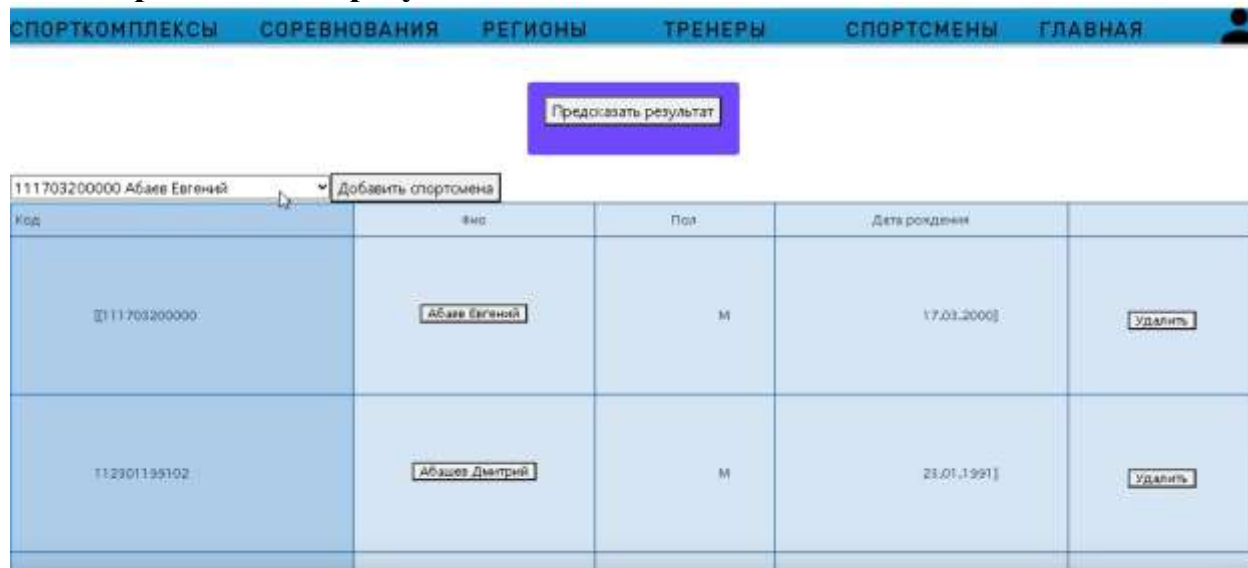 СПОРТКОМПЛЕКСЫ СОРЕВНОВАНИЯ РЕГИОНЫ ТРЕНЕРЫ СПОРТСМЕНЫ ГЛАВНАЯ
Предсказать результат
111703200000 Абаев Евгений Добавить спортсмена
Код ФИО Пол Дата рождения
[[111703200000 Абаев Евгений М 17.03.2000] Удалить
112301199102 Абашев Дмитрий М 23.01.1991] Удалить